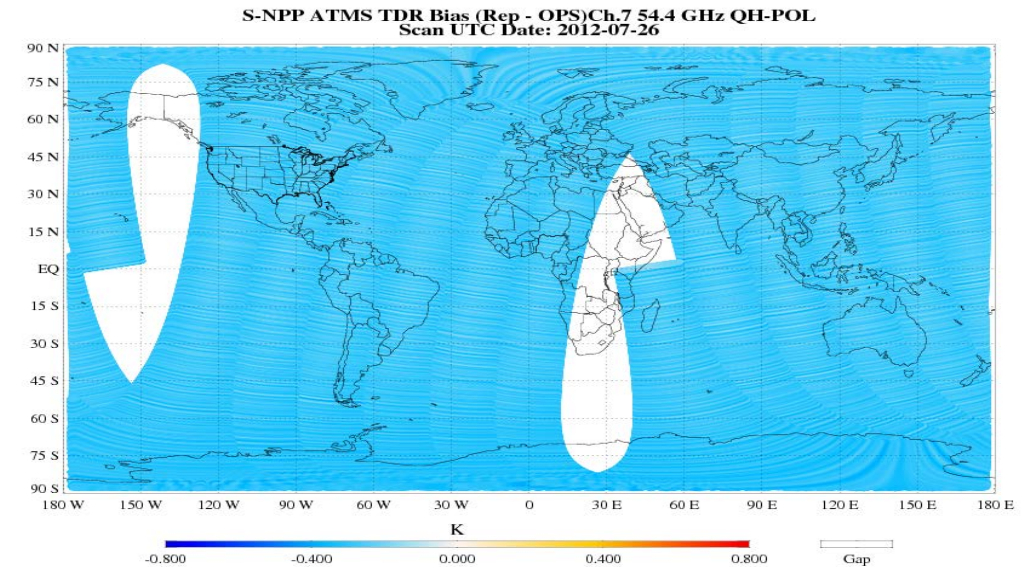 S-NPP ATMS TDR Bias (Rep - OPS)Ch.7 54.4 GHz QH-POL
Scan UTC Date: 2012-07-26
90 N
75 N
60 N
45 N
30 N
15 N
EQ
15 S
30 S
45 S
60 S
75 S
90 S
180 W 150 W 120 W 90 W 60 W 30 W 0 30 E 60 E 90 E 120 E 150 E 180 E
K
-0.800 -0.400 0.000 0.400 0.800 Gap